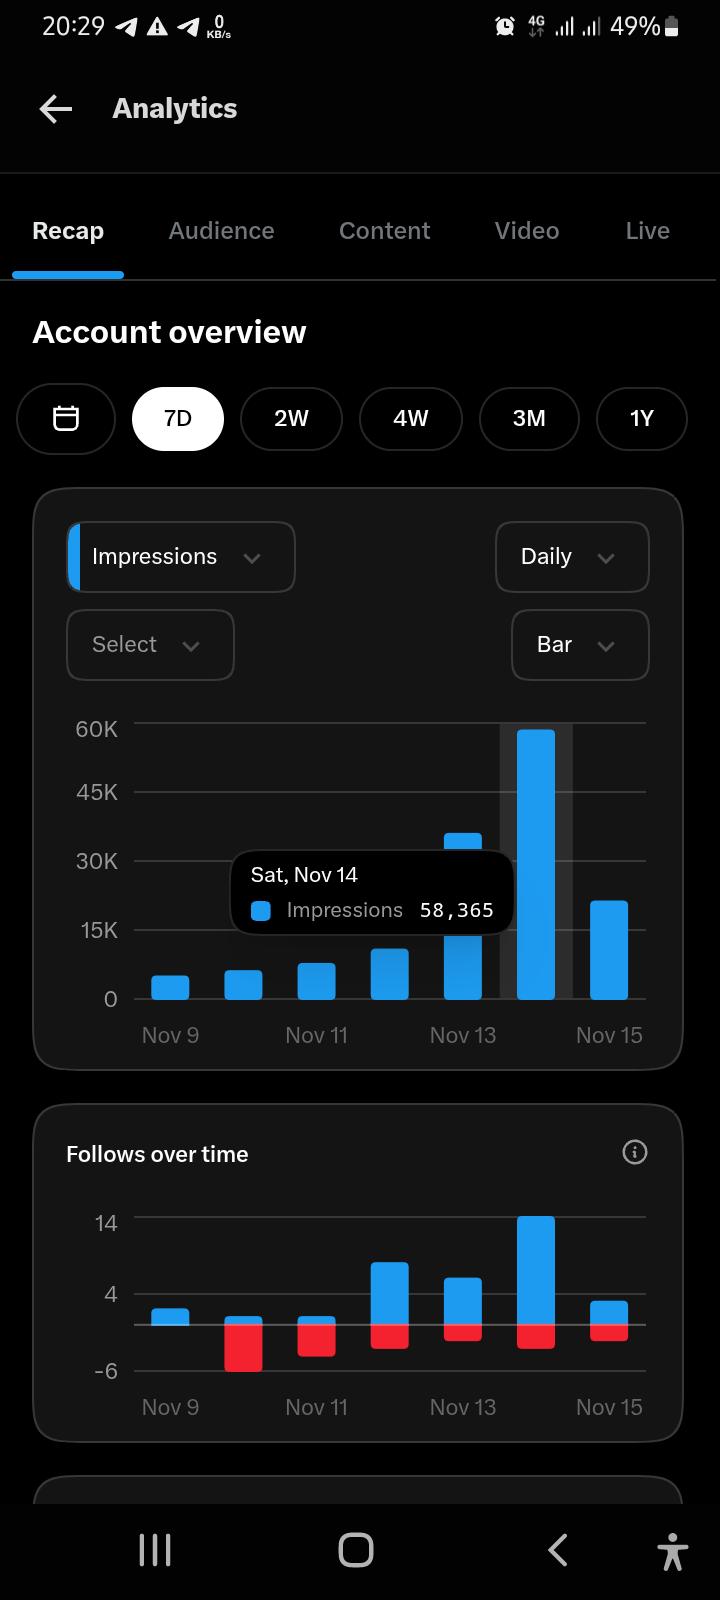 20:29 0 KB/s 4G 49%
Analytics
Recap Audience Content Video Live
Account overview
7D 2W 4W 3M 1Y
Impressions Daily
Select Bar
60K
45K
30K
Sat, Nov 14
Impressions 58,365
15K
0
Nov 9 Nov 11 Nov 13 Nov 15
Follows over time
14
4
-6
Nov 9 Nov 11 Nov 13 Nov 15